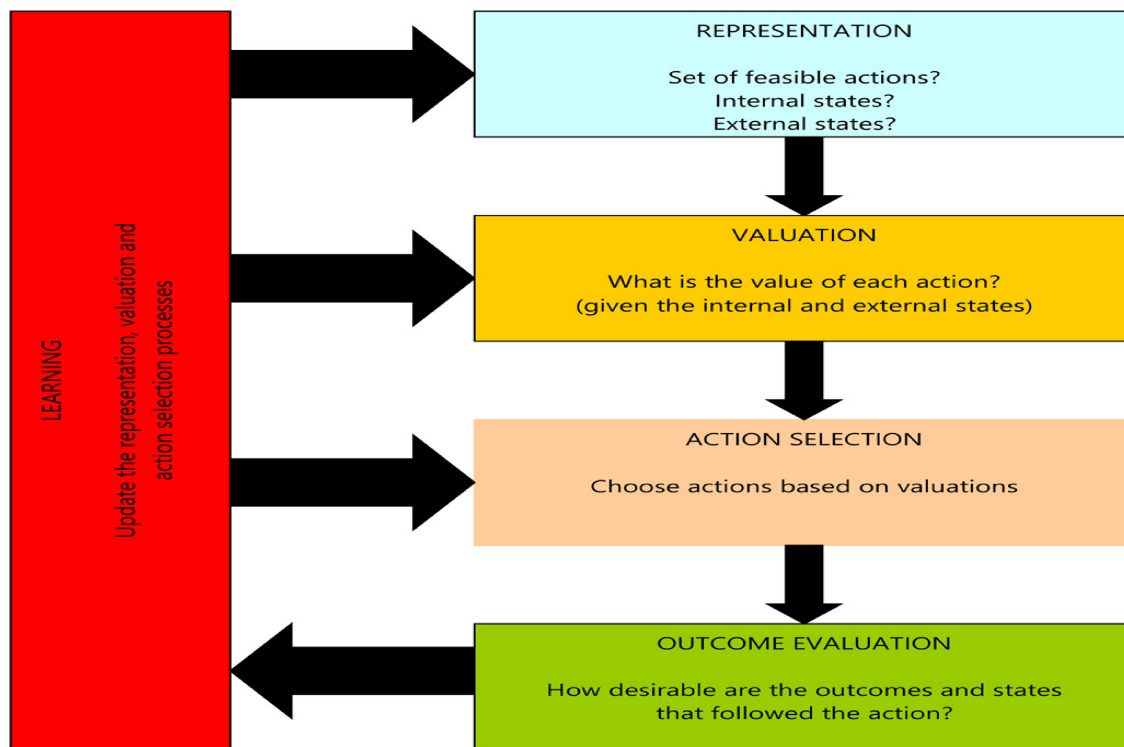 LEARNING
Update the representation, valuation and
action selection processes
REPRESENTATION
Set of feasible actions?
Internal states?
External states?
VALUATION
What is the value of each action?
(given the internal and external states)
ACTION SELECTION
Choose actions based on valuations
OUTCOME EVALUATION
How desirable are the outcomes and states
that followed the action?